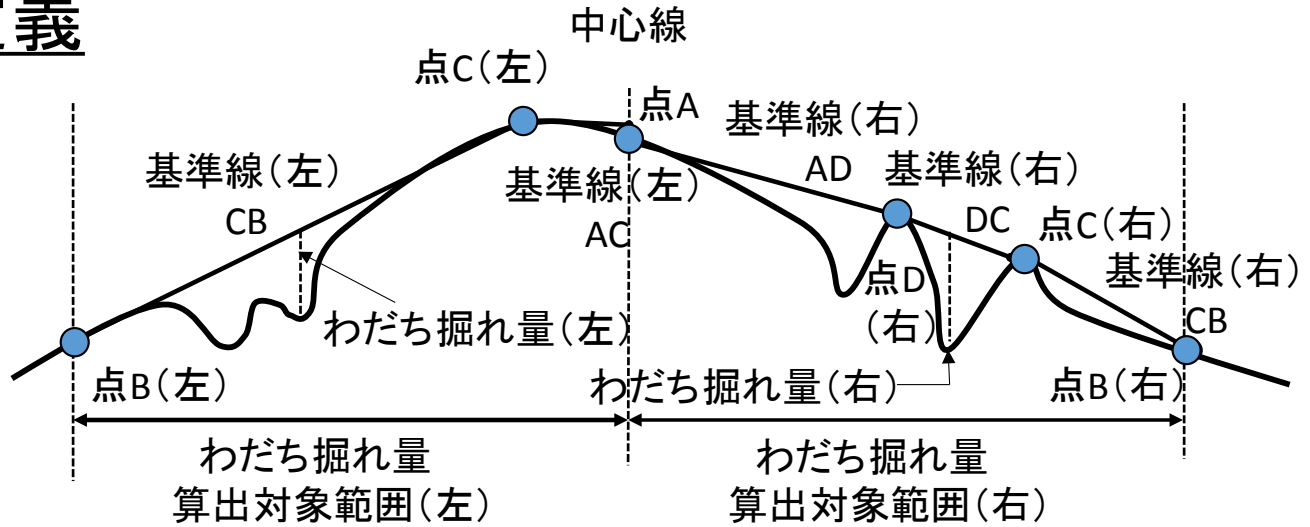 義
中心線
点C(左)
点A
基準線(右)
AD
基準線(左)
CB
基準線(左)
AC
基準線(右)
DC
点C(右)
基準線(右)
CB
点D
(右)
わだち掘れ量(左)
わだち掘れ量(右)
点B(左)
点B(右)
わだち掘れ量
算出対象範囲(左)
わだち掘れ量
算出対象範囲(右)